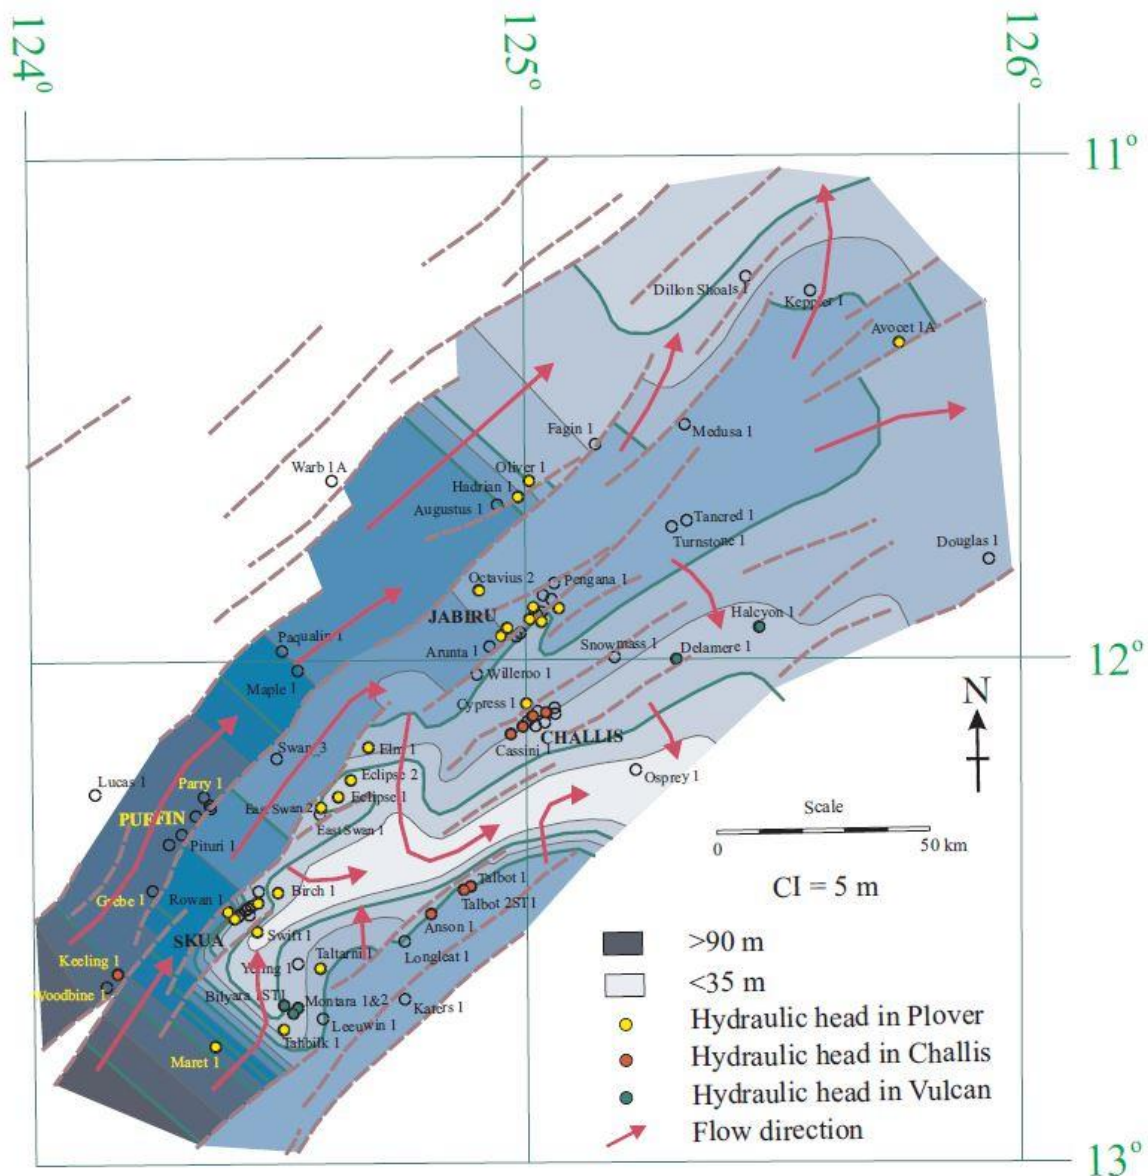 124°
125°
126°
11°
Dillon Shoals 1
Keppler 1
Avocet 1A
Fagin 1
Medusa 1
Warb 1A
Oliver 1
Hadrian 1
Augustus 1
Tancred 1
Turnstone 1
Douglas 1
Octavius 2
Pengana 1
JABIRU
Halcyon 1
Paqualin 1
Arunta 1
Snowmass 1
Delamere 1
12°
Maple 1
Willeroo 1
Cypress 1
N
CHALLIS
Cassini 1
Swan 3
Elm 1
Lucas 1
Parry 1
Eclipse 2
Osprey 1
PUFFIN
East Swan 2
Eclipse 1
Scale
East Swan 1
Pituri 1
0
50 km
Talbot 1
CI = 5 m
Grebe 1
Rowan 1
Birch 1
Talbot 2ST1
Anson 1
SKUA
Swift 1
>90 m
Longleat 1
Keeling 1
Yering 1
Taltarni 1
<35 m
Woodbine 1
Bilyara 1ST1
Montara 1&2
Karers 1
Hydraulic head in Plover
Leeuwin 1
Tahbilk 1
Maret 1
Hydraulic head in Challis
Hydraulic head in Vulcan
Flow direction
13°